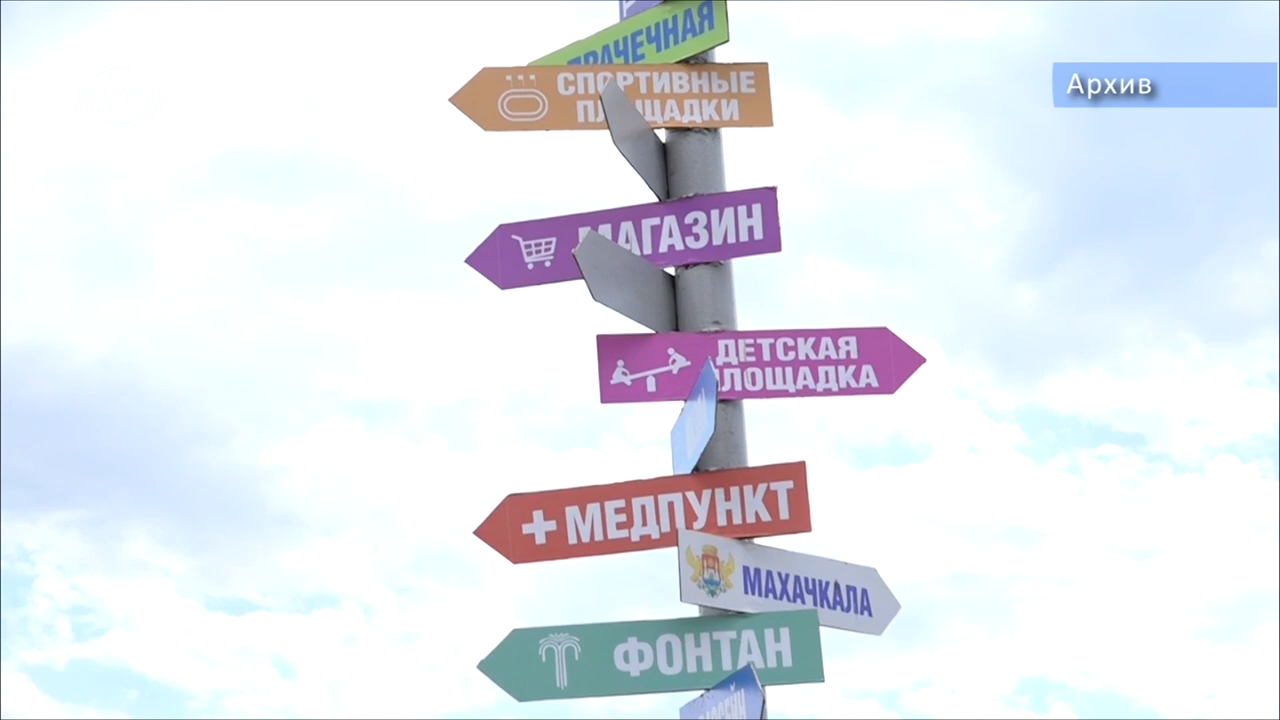 ПРАЧЕЧНАЯ
Архив
СПОРТИВНЫЕ
ПЛОЩАДКИ
МАГАЗИН
ДЕТСКАЯ
ПЛОЩАДКА
МЕДПУНКТ
МАХАЧКАЛА
ФОНТАН